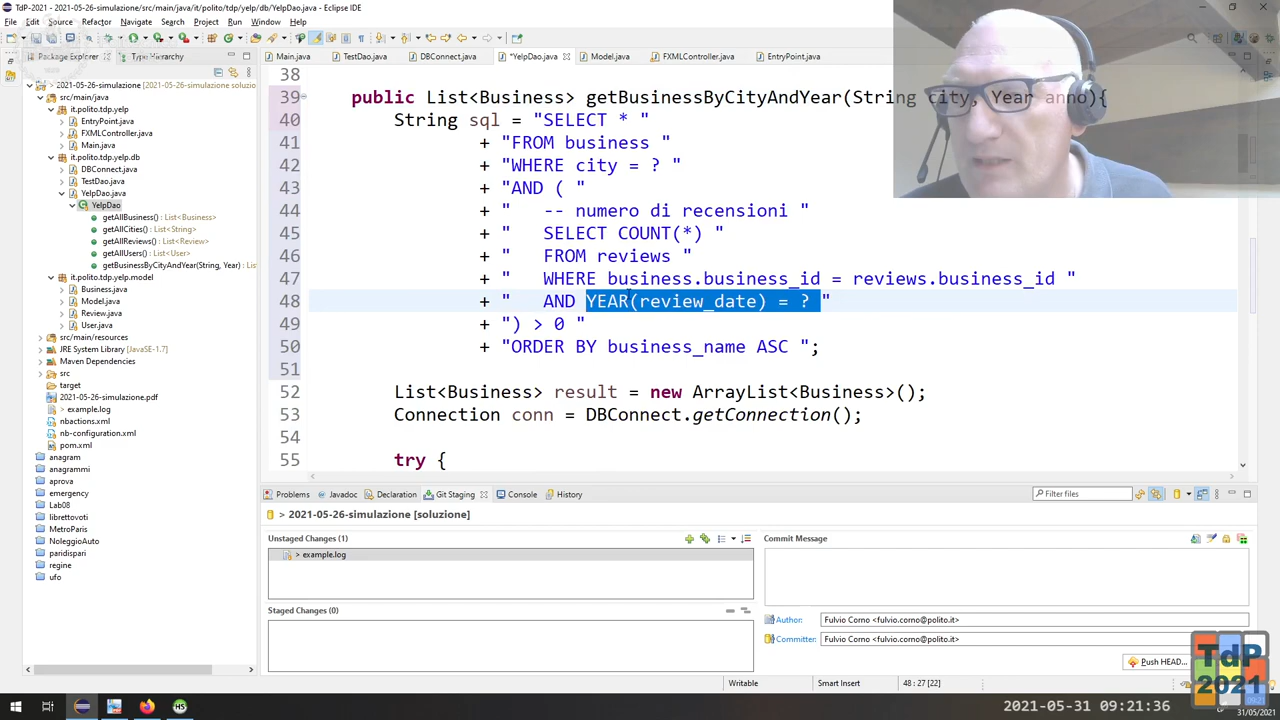 TdP-2021 - 2021-05-26-simulazione/src/main/java/it/polito/tdp/yelp/db/YelpDao.java - Eclipse IDE
File Edit Source Refactor Navigate Search Project Run Window Help
Package Explorer Type Hierarchy
Main.java TestDao.java DBConnect.java *YelpDao.java Model.java FXMLController.java EntryPoint.java
2021-05-26-simulazione [2021-05-26-simulazione soluzio
src/main/java
it.polito.tdp.yelp
EntryPoint.java
FXMLController.java
Main.java
it.polito.tdp.yelp.db
DBConnect.java
TestDao.java
YelpDao.java
YelpDao
getAllBusiness() : List<Business>
getAllCities() : List<String>
getAllReviews() : List<Review>
getAllUsers() : List<User>
getBusinessByCityAndYear(String, Year) : Lis
it.polito.tdp.yelp.model
Business.java
Model.java
Review.java
User.java
src/main/resources
JRE System Library [JavaSE-1.7]
Maven Dependencies
src
target
2021-05-26-simulazione.pdf
> example.log
nbactions.xml
nb-configuration.xml
pom.xml
anagram
anagrammi
aprova
emergency
Lab08
librettovoti
MetroParis
NoleggioAuto
paridispari
regine
ufo
38
39 public List<Business> getBusinessByCityAndYear(String city, Year anno){
40 String sql = "SELECT * "
41 + "FROM business "
42 + "WHERE city = ? "
43 + "AND ( "
44 + " -- numero di recensioni "
45 + " SELECT COUNT(*) "
46 + " FROM reviews "
47 + " WHERE business.business_id = reviews.business_id "
48 + " AND YEAR(review_date) = ? "
49 + ") > 0 "
50 + "ORDER BY business_name ASC ";
51
52 List<Business> result = new ArrayList<Business>();
53 Connection conn = DBConnect.getConnection();
54
55 try {
Problems Javadoc Declaration Git Staging Console History
Filter files
> 2021-05-26-simulazione [soluzione]
Unstaged Changes (1)
> example.log
Staged Changes (0)
Commit Message
Author: Fulvio Corno <fulvio.corno@polito.it>
Committer: Fulvio Corno <fulvio.corno@polito.it>
Push HEAD...
TdP
2021
Writable Smart Insert 48 : 27 [22]
2021-05-31 09:21:36
31/05/2021